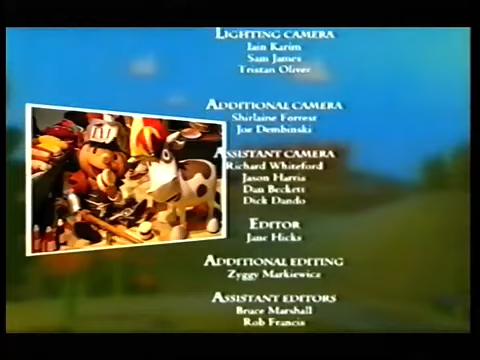 LIGHTING CAMERA
Iain Karim
Sam James
Tristan Oliver
ADDITIONAL CAMERA
Shirlaine Forrest
Joe Dembinski
ASSISTANT CAMERA
Richard Whiteford
Jason Harris
Dan Beckett
Dick Dando
EDITOR
Jane Hicks
ADDITIONAL EDITING
Zyggy Markiewicz
ASSISTANT EDITORS
Bruce Marshall
Rob Francis